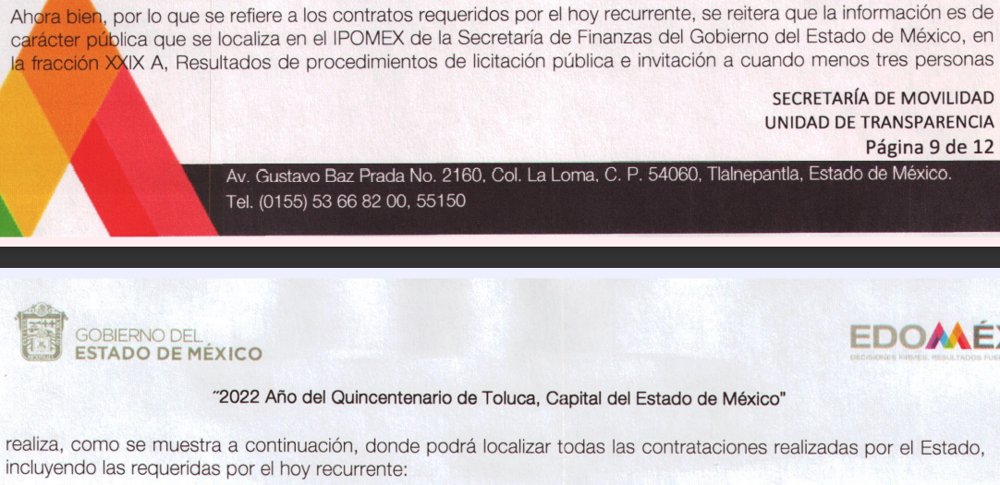 Ahora bien, por lo que se refiere a los contratos requeridos por el hoy recurrente, se reitera que la información es de
carácter pública que se localiza en el IPOMEX de la Secretaría de Finanzas del Gobierno del Estado de México, en
la fracción XXIX A, Resultados de procedimientos de licitación pública e invitación a cuando menos tres personas
SECRETARÍA DE MOVILIDAD
UNIDAD DE TRANSPARENCIA
Página 9 de 12
Av. Gustavo Baz Prada No. 2160, Col. La Loma, C. P. 54060, Tlalnepantla, Estado de México.
Tel. (0155) 53 66 82 00, 55150
GOBIERNO DEL
ESTADO DE MÉXICO
EDOMÉX
DECISIONES FIRMES, RESULTADOS
"2022 Año del Quincentenario de Toluca, Capital del Estado de México"
realiza, como se muestra a continuación, donde podrá localizar todas las contrataciones realizadas por el Estado,
incluyendo las requeridas por el hoy recurrente: